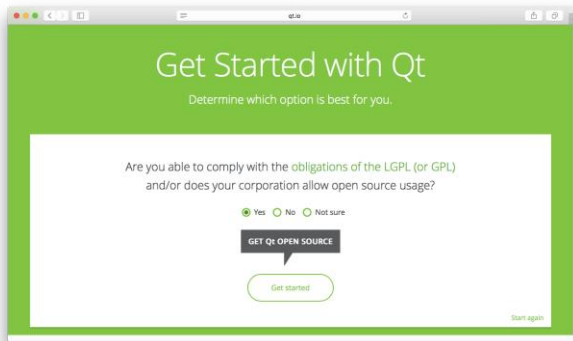 qt.io
Get Started with Qt
Determine which option is best for you.
Are you able to comply with the obligations of the LGPL (or GPL)
and/or does your corporation allow open source usage?
Yes No Not sure
GET Qt OPEN SOURCE
Get started
Start again